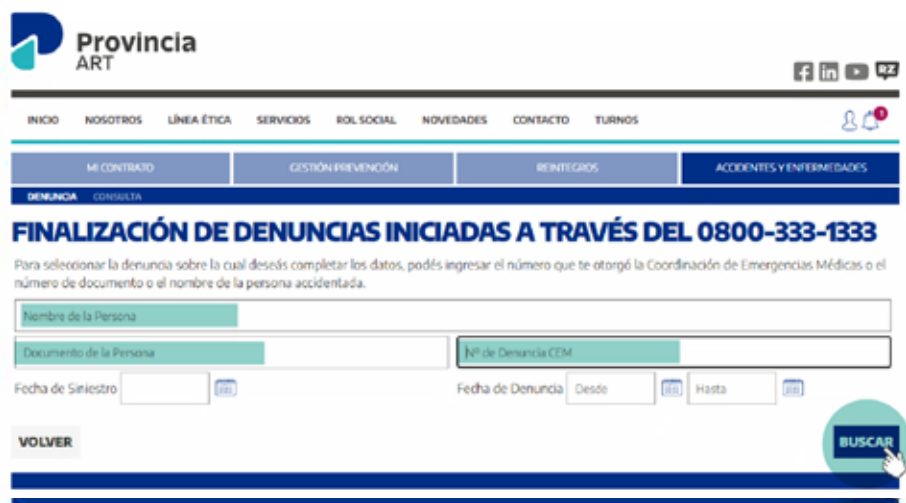 Provincia
ART
INICIO NOSOTROS LÍNEA ÉTICA SERVICIOS ROL SOCIAL NOVEDADES CONTACTO TURNOS
MI CONTRATO GESTIÓN PREVENCIÓN REINTEGROS ACCIDENTES Y ENFERMEDADES
DENUNCIA CONSULTA
FINALIZACIÓN DE DENUNCIAS INICIADAS A TRAVÉS DEL 0800-333-1333
Para seleccionar la denuncia sobre la cual deseás completar los datos, podés ingresar el número que te otorgó la Coordinación de Emergencias Médicas o el
número de documento o el nombre de la persona accidentada.
Nombre de la Persona
Documento de la Persona Nº de Denuncia CEM
Fecha de Siniestro Fecha de Denuncia Desde Hasta
VOLVER BUSCAR